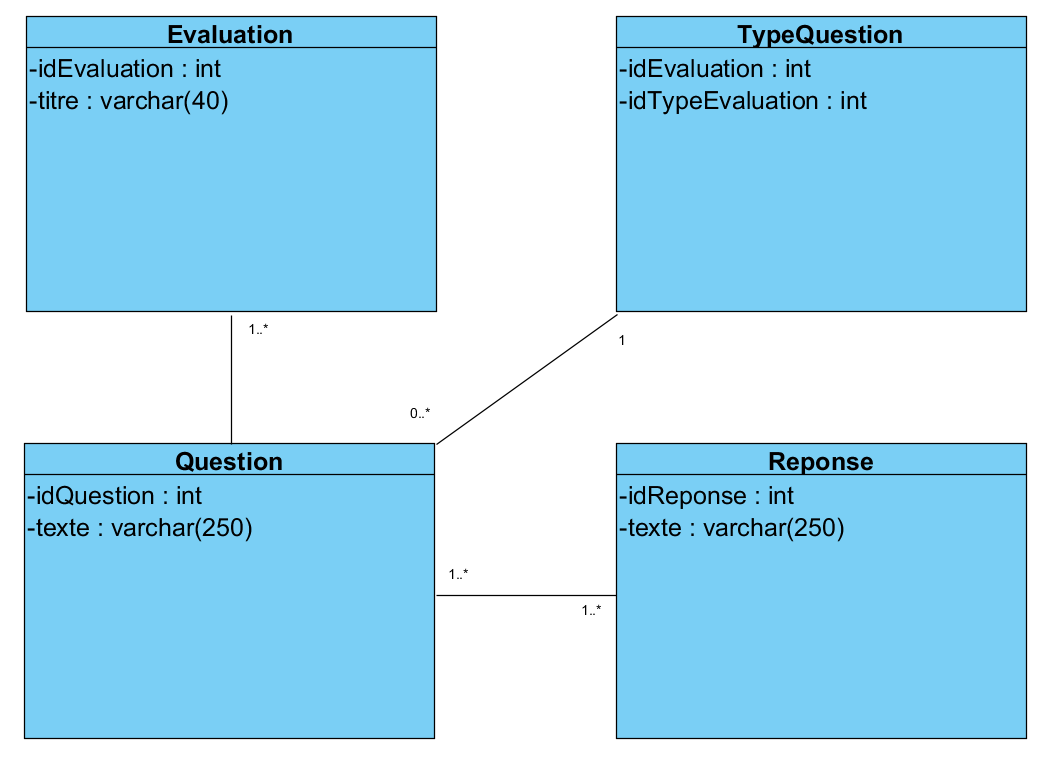 Evaluation
-idEvaluation : int
-titre : varchar(40)
TypeQuestion
-idEvaluation : int
-idTypeEvaluation : int
1..*
1
0..*
Question
-idQuestion : int
-texte : varchar(250)
Reponse
-idReponse : int
-texte : varchar(250)
1..*
1..*